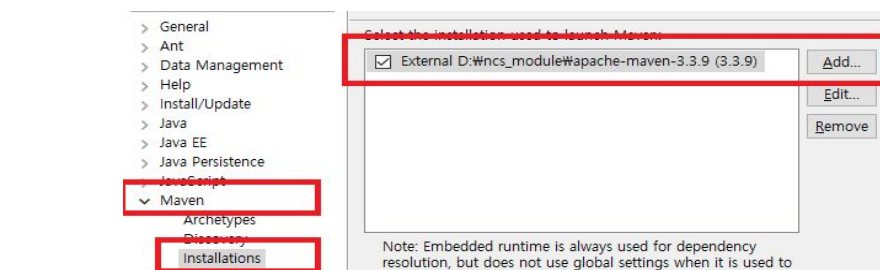 General
Ant
Data Management
Help
Install/Update
Java
Java EE
Java Persistence
JavaScript
Maven
Archetypes
Discovery
Installations
Select the installation used to launch Maven:
External D:₩ncs_module₩apache-maven-3.3.9 (3.3.9)
Add...
Edit...
Remove
Note: Embedded runtime is always used for dependency
resolution, but does not use global settings when it is used to